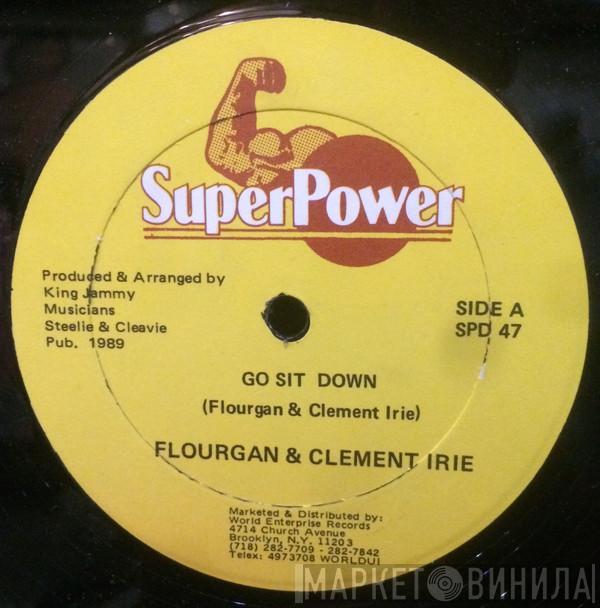 SuperPower
Produced & Arranged by
King Jammy
Musicians
Steelie & Cleavie
Pub. 1989
SIDE A
SPD 47
GO SIT DOWN
(Flourgan & Clement Irie)
FLOURGAN & CLEMENT IRIE
Marketed & Distributed by:
World Enterprise Records
4714 Church Avenue
Brooklyn, N.Y. 11203
(718) 282-7709 - 282-7842
Telex: 4973708 WORLDUI
МАРКЕТ ВИНИЛА